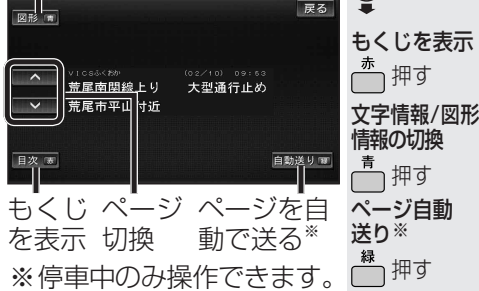 図形 青
戻る
VICSふくおか (02/10) 09:53
荒尾南関線上り 大型通行止め
荒尾市平山付近
目次 赤
自動送り 緑
もくじ ページ ページを自
を表示 切換 動で送る※
※停車中のみ操作できます。
もくじを表示
赤
押す
文字情報/図形
情報の切換
青
押す
ページ自動
送り※
緑
押す